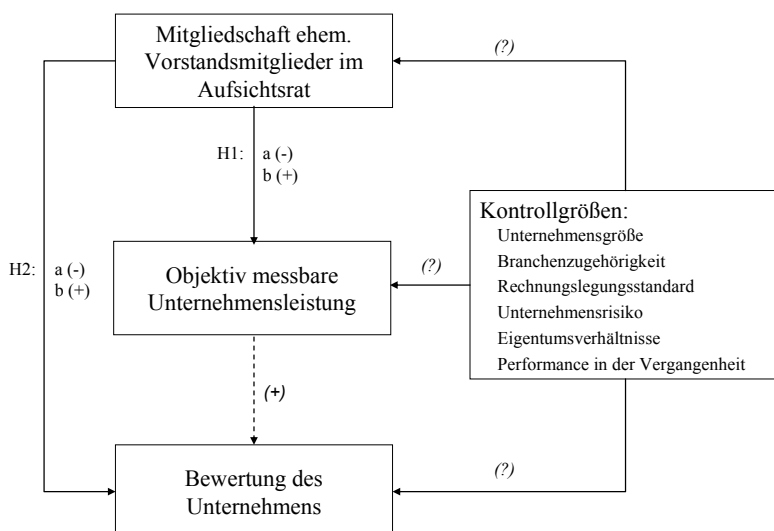 Mitgliedschaft ehem.
Vorstandsmitglieder im
Aufsichtsrat
(?)
H1: a (-)
b (+)
Kontrollgrößen:
Unternehmensgröße
Branchenzugehörigkeit
Rechnungslegungsstandard
Unternehmensrisiko
Eigentumsverhältnisse
Performance in der Vergangenheit
H2: a (-)
b (+)
Objektiv messbare
Unternehmensleistung
(?)
(+)
Bewertung des
Unternehmens
(?)